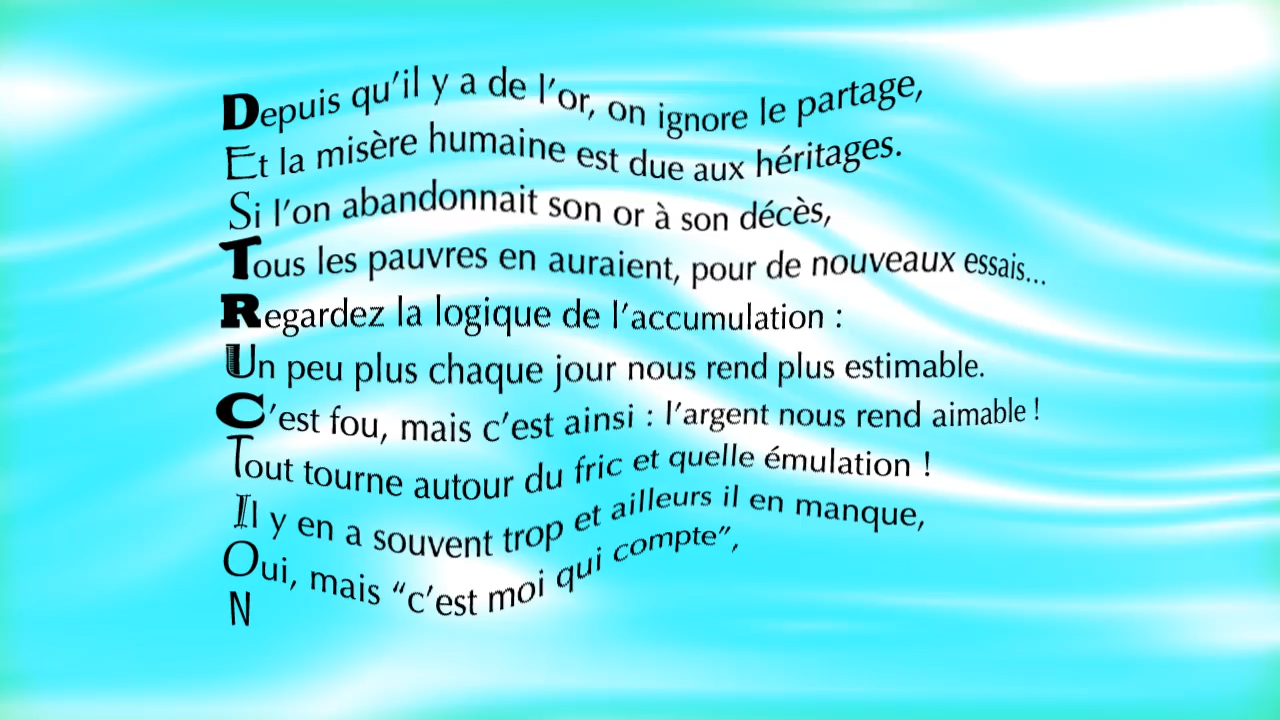 Depuis qu'il y a de l'or, on ignore le partage,
Et la misère humaine est due aux héritages.
Si l'on abandonnait son or à son décès,
Tous les pauvres en auraient, pour de nouveaux essais...
Regardez la logique de l'accumulation :
Un peu plus chaque jour nous rend plus estimable.
C'est fou, mais c'est ainsi : l'argent nous rend aimable !
Tout tourne autour du fric et quelle émulation !
Il y en a souvent trop et ailleurs il en manque,
Oui, mais “c'est moi qui compte”,
N